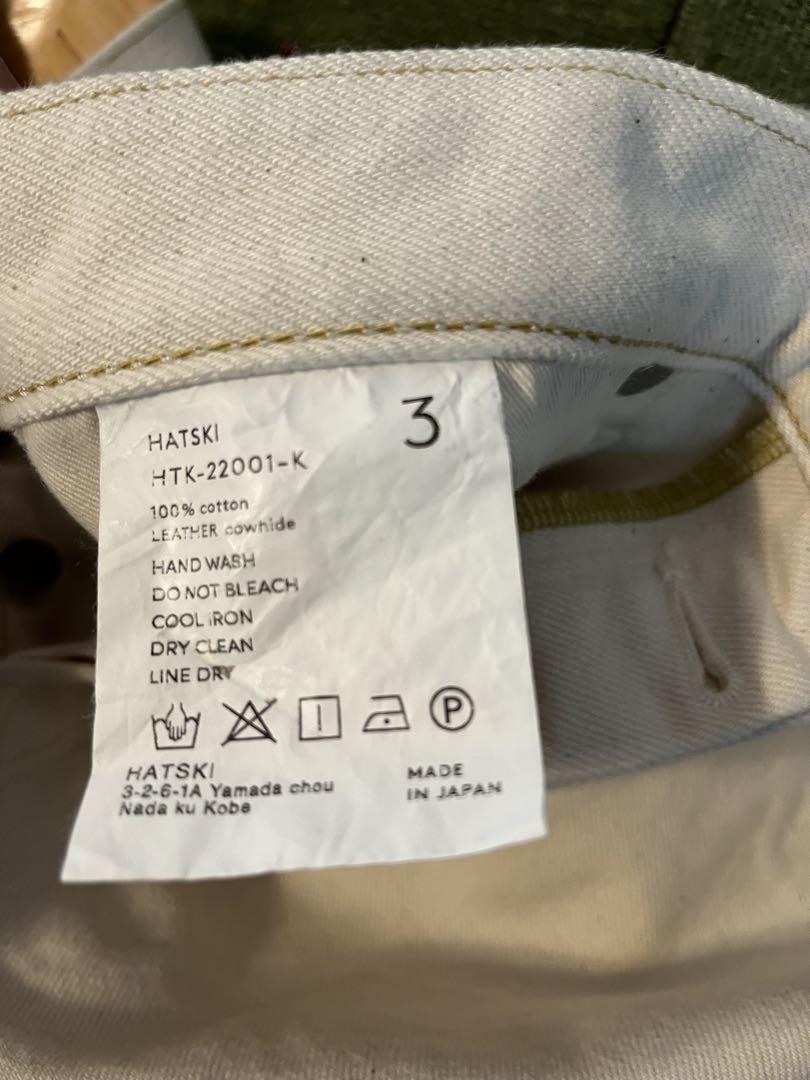 3
HATSKI
HTK-22001-K
100% cotton
LEATHER cowhide
HAND WASH
DO NOT BLEACH
COOL IRON
DRY CLEAN
LINE DRY
P
HATSKI
3-2-6-1A Yamada chou
Nada ku Kobe
MADE
IN JAPAN